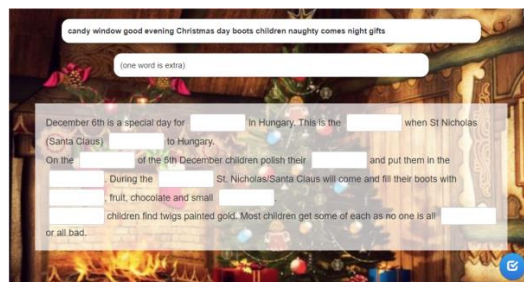 candy window good evening Christmas day boots children naughty comes night gifts
(one word is extra)
December 6th is a special day for in Hungary. This is the when St Nicholas
(Santa Claus) to Hungary.
On the of the 5th December children polish their and put them in the
. During the St. Nicholas/Santa Claus will come and fill their boots with
, fruit, chocolate and small .
children find twigs painted gold. Most children get some of each as no one is all
or all bad.